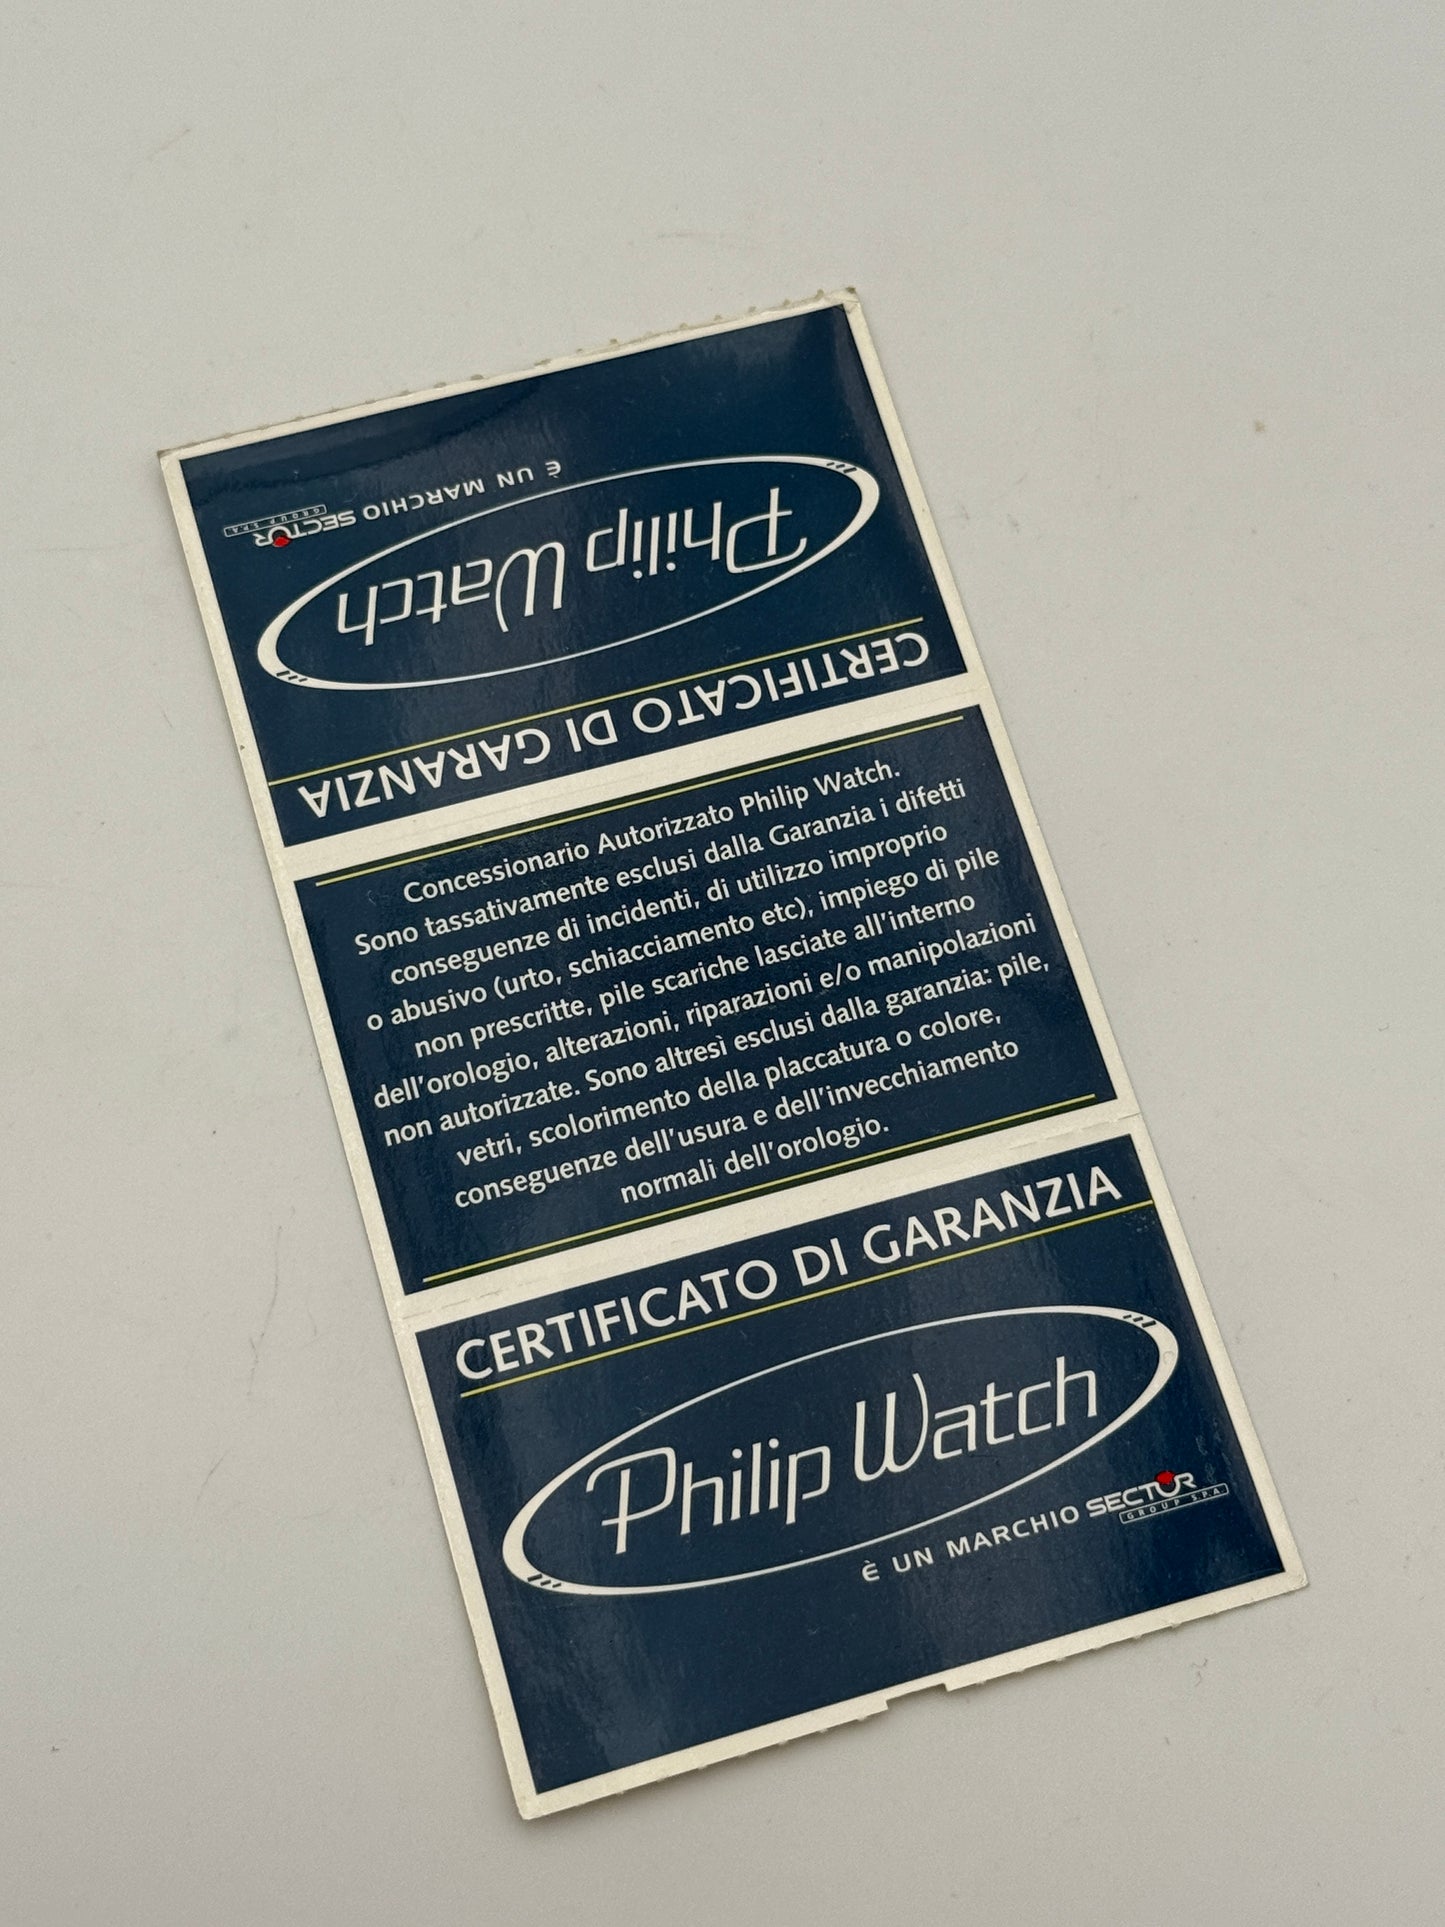 È UN MARCHIO SECTOR
GROUP S.P.A.
Philip Watch
CERTIFICATO DI GARANZIA
Concessionario Autorizzato Philip Watch.
Sono tassativamente esclusi dalla Garanzia i difetti
conseguenze di incidenti, di utilizzo improprio
o abusivo (urto, schiacciamento etc), impiego di pile
non prescritte, pile scariche lasciate all'interno
dell'orologio, alterazioni, riparazioni e/o manipolazioni
non autorizzate. Sono altresì esclusi dalla garanzia: pile,
vetri, scolorimento della placcatura o colore,
conseguenze dell'usura e dell'invecchiamento
normali dell'orologio.
CERTIFICATO DI GARANZIA
Philip Watch
È UN MARCHIO SECTOR
GROUP S.P.A.